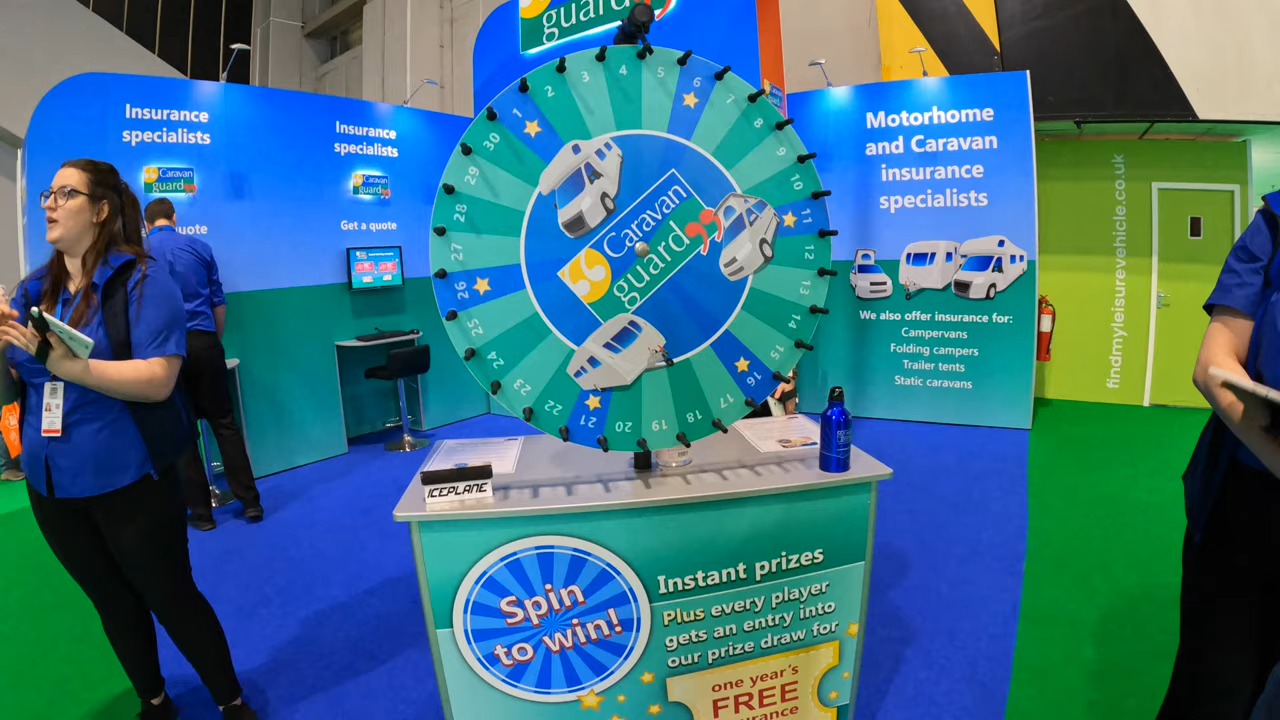 guard
Insurance
specialists
Caravan
guard
quote
Insurance
specialists
Caravan
guard
Get a quote
1
2
3
4
5
6
7
8
9
10
11
12
13
14
15
16
17
18
19
20
21
22
23
24
25
26
27
28
29
30
Caravan
guard
Motorhome
and Caravan
insurance
specialists
We also offer insurance for:
Campervans
Folding campers
Trailer tents
Static caravans
findmyleisurevehicle.co.uk
ICEPLANE
Spin
to win!
Instant prizes
Plus every player
gets an entry into
our prize draw for
one year's
FREE